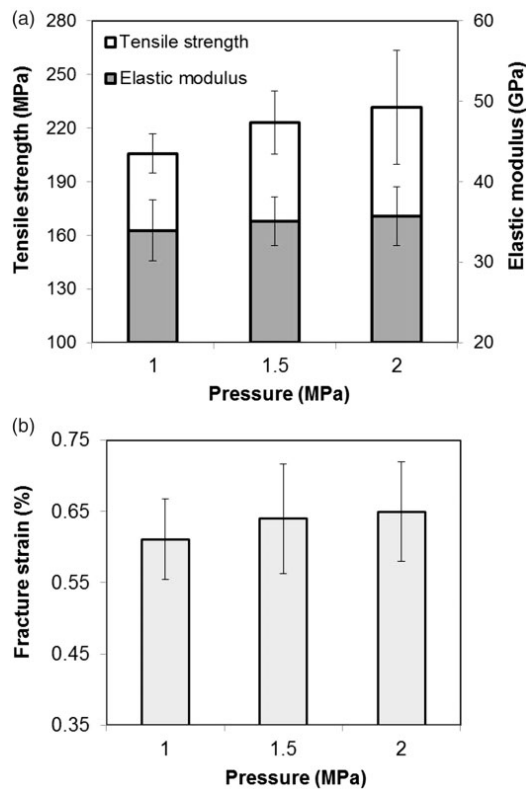 (a)
280
250
220
190
160
130
100
Tensile strength (MPa)
Tensile strength
Elastic modulus
60
50
40
30
20
Elastic modulus (GPa)
1 1.5 2
Pressure (MPa)
(b)
0.75
0.65
0.55
0.45
0.35
Fracture strain (%)
1 1.5 2
Pressure (MPa)